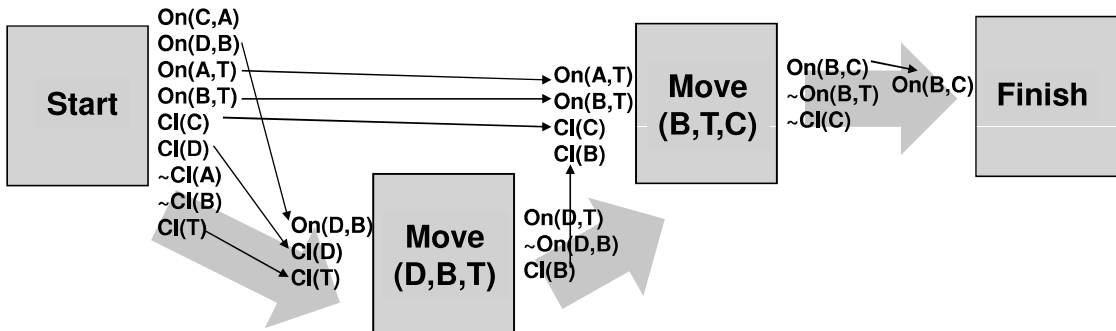 Start
On(C,A)
On(D,B)
On(A,T)
On(B,T)
Cl(C)
Cl(D)
~Cl(A)
~Cl(B)
Cl(T)
On(D,B)
Cl(D)
Cl(T)
Move
(D,B,T)
On(D,T)
~On(D,B)
Cl(B)
On(A,T)
On(B,T)
Cl(C)
Cl(B)
Move
(B,T,C)
On(B,C)
~On(B,T)
~Cl(C)
On(B,C)
Finish